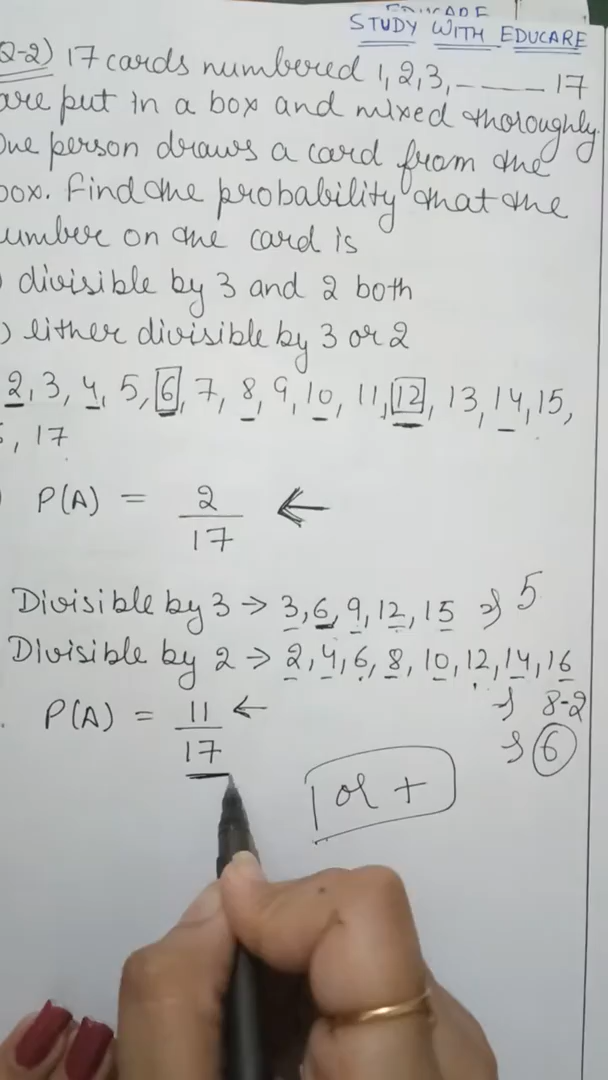 EDUCADE
STUDY WITH EDUCARE
Q-2) 17 cards numbered 1, 2, 3, ------ 17
are put in a box and mixed thoroughly.
One person draws a card from the
box. Find the probability that the
umber on the card is
) divisible by 3 and 2 both
) either divisible by 3 or 2
2, 3, 4, 5, 6, 7, 8, 9, 10, 11, 12, 13, 14, 15,
, 17
P(A) = 2/17 ←
Divisible by 3 → 3, 6, 9, 12, 15 ⇒ 5
Divisible by 2 → 2, 4, 6, 8, 10, 12, 14, 16
⇒ 8-2
P(A) = 11/17 ←
⇒ 6
or +